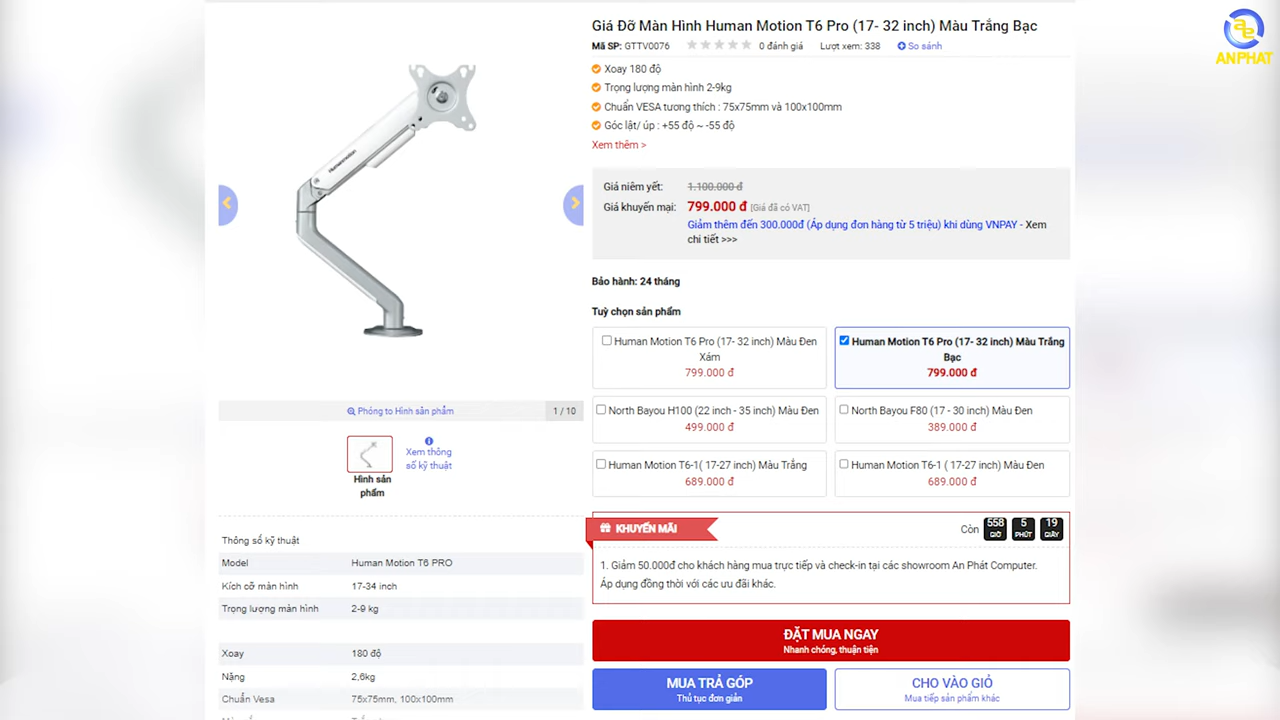 Giá Đỡ Màn Hình Human Motion T6 Pro (17- 32 inch) Màu Trắng Bạc
Mã SP: GTTV0076 0 đánh giá Lượt xem: 338 So sánh
ANPHAT
Xoay 180 độ
Trọng lượng màn hình 2-9kg
Chuẩn VESA tương thích : 75x75mm và 100x100mm
Góc lật/ úp : +55 độ ~ -55 độ
Xem thêm >
Humanmotion
Giá niêm yết: 1.100.000 đ
Giá khuyến mại: 799.000 đ [Giá đã có VAT]
Giảm thêm đến 300.000đ (Áp dụng đơn hàng từ 5 triệu) khi dùng VNPAY - Xem
chi tiết >>>
Bảo hành: 24 tháng
Tuỳ chọn sản phẩm
Human Motion T6 Pro (17- 32 inch) Màu Đen
Xám
799.000 đ
Human Motion T6 Pro (17- 32 inch) Màu Trắng
Bạc
799.000 đ
North Bayou H100 (22 inch - 35 inch) Màu Đen
499.000 đ
North Bayou F80 (17 - 30 inch) Màu Đen
389.000 đ
Human Motion T6-1( 17-27 inch) Màu Trắng
689.000 đ
Human Motion T6-1 ( 17-27 inch) Màu Đen
689.000 đ
Phóng to Hình sản phẩm 1 / 10
Hình sản
phẩm
Xem thông
số kỹ thuật
Thông số kỹ thuật
Model Human Motion T6 PRO
Kích cỡ màn hình 17-34 inch
Trọng lượng màn hình 2-9 kg
Xoay 180 độ
Nặng 2,6kg
Chuẩn Vesa 75x75mm, 100x100mm
KHUYẾN MÃI
Còn 558 GIỜ 5 PHÚT 19 GIÂY
1. Giảm 50.000đ cho khách hàng mua trực tiếp và check-in tại các showroom An Phát Computer.
Áp dụng đồng thời với các ưu đãi khác.
ĐẶT MUA NGAY
Nhanh chóng, thuận tiện
MUA TRẢ GÓP
Thủ tục đơn giản
CHO VÀO GIỎ
Mua tiếp sản phẩm khác